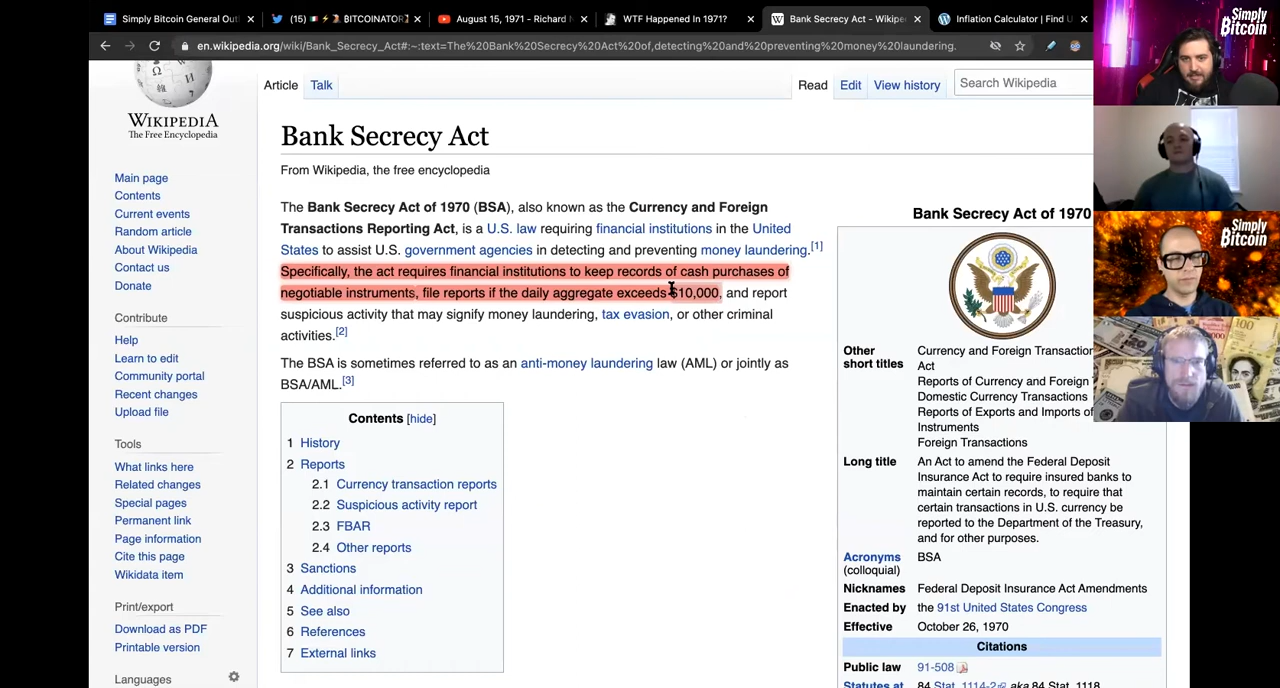 Simply Bitcoin General Out
(15)
BITCOINATOR
August 15, 1971 - Richard N
WTF Happened In 1971?
Bank Secrecy Act - Wikipe
Inflation Calculator | Find U
Simply
Bitcoin
en.wikipedia.org/wiki/Bank_Secrecy_Act#:~:text=The%20Bank%20Secrecy%20Act%20of,detecting%20and%20preventing%20money%20laundering.
WIKIPEDIA
The Free Encyclopedia
Main page
Contents
Current events
Random article
About Wikipedia
Contact us
Donate
Contribute
Help
Learn to edit
Community portal
Recent changes
Upload file
Tools
What links here
Related changes
Special pages
Permanent link
Page information
Cite this page
Wikidata item
Print/export
Download as PDF
Printable version
Languages
Article Talk
Read Edit View history
Search Wikipedia
Bank Secrecy Act
From Wikipedia, the free encyclopedia
The Bank Secrecy Act of 1970 (BSA), also known as the Currency and Foreign
Transactions Reporting Act, is a U.S. law requiring financial institutions in the United
States to assist U.S. government agencies in detecting and preventing money laundering.[1]
Specifically, the act requires financial institutions to keep records of cash purchases of
negotiable instruments, file reports if the daily aggregate exceeds $10,000, and report
suspicious activity that may signify money laundering, tax evasion, or other criminal
activities.[2]
The BSA is sometimes referred to as an anti-money laundering law (AML) or jointly as
BSA/AML.[3]
Contents [hide]
1 History
2 Reports
2.1 Currency transaction reports
2.2 Suspicious activity report
2.3 FBAR
2.4 Other reports
3 Sanctions
4 Additional information
5 See also
6 References
7 External links
Bank Secrecy Act of 1970
Other
short titles
Currency and Foreign Transaction
Act
Reports of Currency and Foreign
Domestic Currency Transactions
Reports of Exports and Imports of
Instruments
Foreign Transactions
Long title
An Act to amend the Federal Deposit
Insurance Act to require insured banks to
maintain certain records, to require that
certain transactions in U.S. currency be
reported to the Department of the Treasury,
and for other purposes.
Acronyms
(colloquial)
BSA
Nicknames
Federal Deposit Insurance Act Amendments
Enacted by
the 91st United States Congress
Effective
October 26, 1970
Citations
Public law
91-508
Statutes at
84 Stat. 1114-2 aka 84 Stat. 1118
Simply
Bitcoin
100